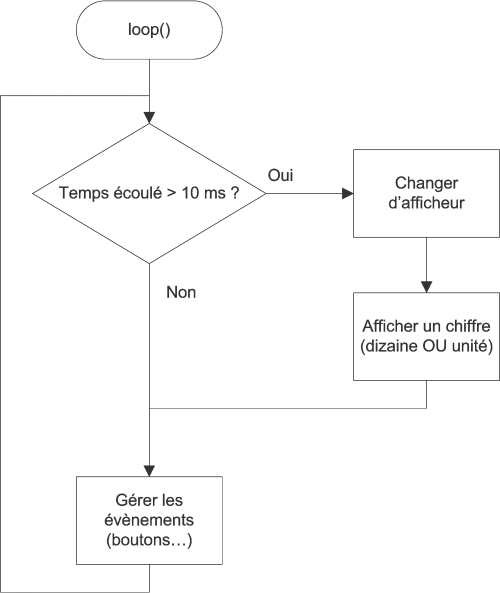 loop()
Temps écoulé > 10 ms ?
Oui
Changer
d’afficheur
Non
Afficher un chiffre
(dizaine OU unité)
Gérer les
évènements
(boutons…)